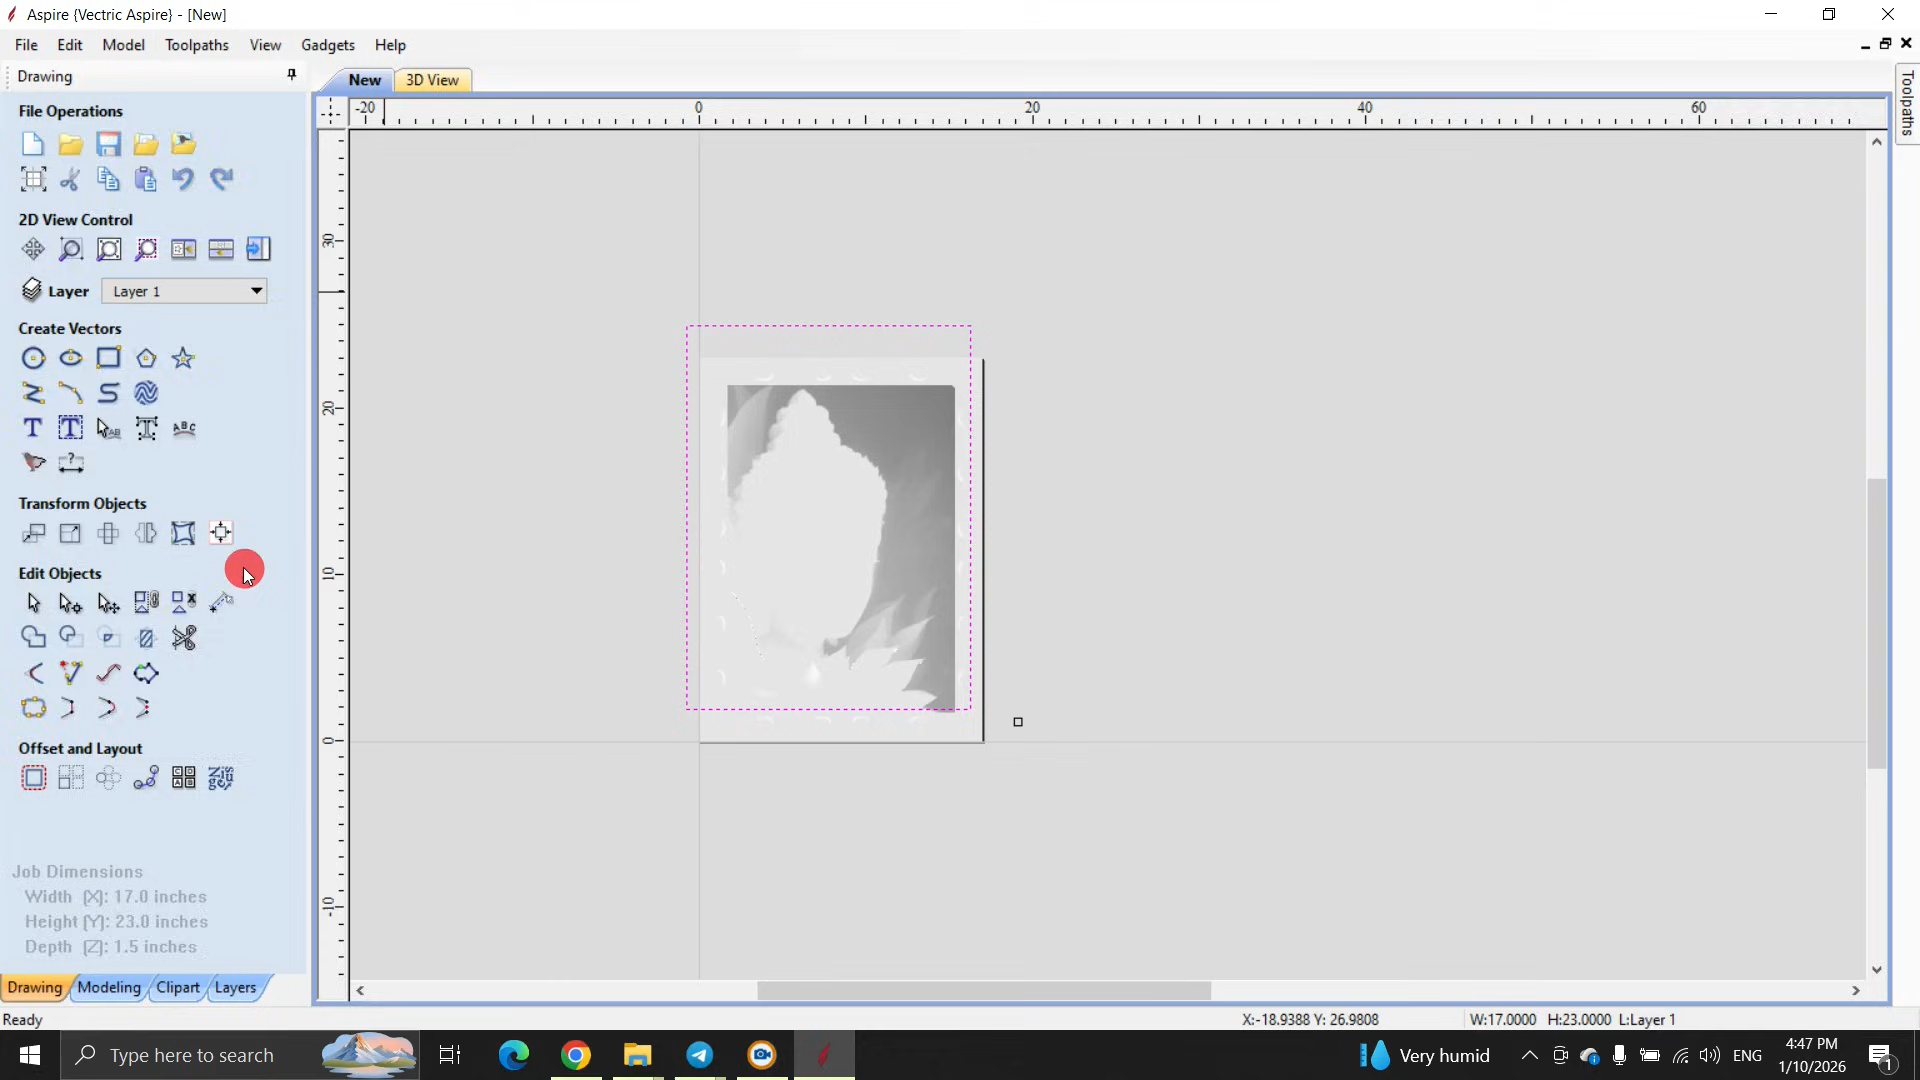 Aspire {Vectric Aspire} - [New]
File Edit Model Toolpaths View Gadgets Help
Drawing
New 3D View
Toolpaths
File Operations
-20 0 20 40 60
2D View Control
30
20
10
0
-10
Layer Layer 1
Create Vectors
Transform Objects
Edit Objects
Offset and Layout
Job Dimensions
Width (X): 17.0 inches
Height (Y): 23.0 inches
Depth (Z): 1.5 inches
Drawing Modeling Clipart Layers
Ready X:-18.9388 Y: 26.9808 W:17.0000 H:23.0000 L:Layer 1
Type here to search
Very humid
ENG
4:47 PM
1/10/2026
1